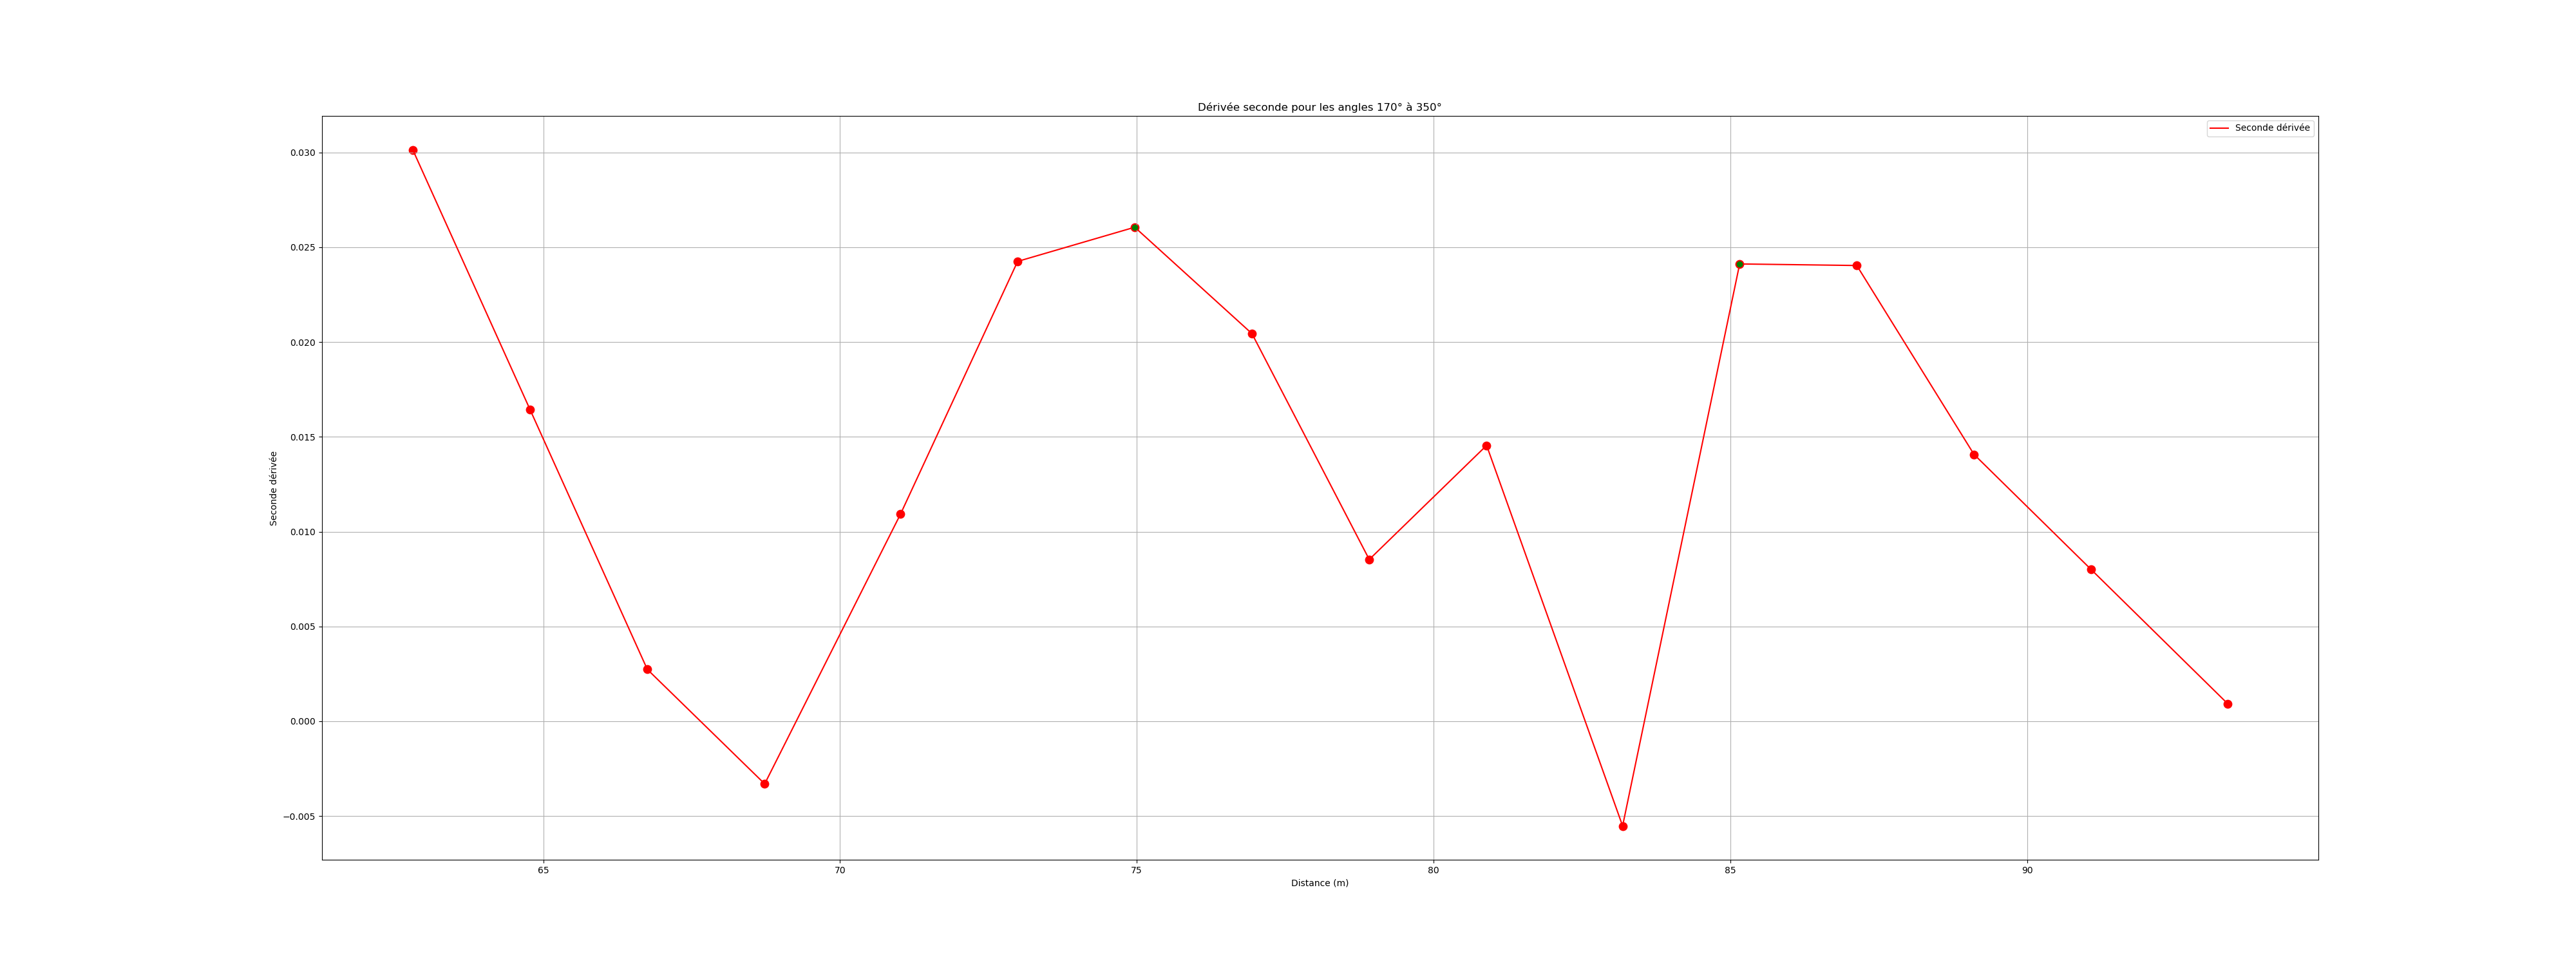 Dérivée seconde pour les angles 170° à 350°
Seconde dérivée
0.030
0.025
0.020
0.015
0.010
0.005
0.000
−0.005
Seconde dérivée
65 70 75 80 85 90
Distance (m)